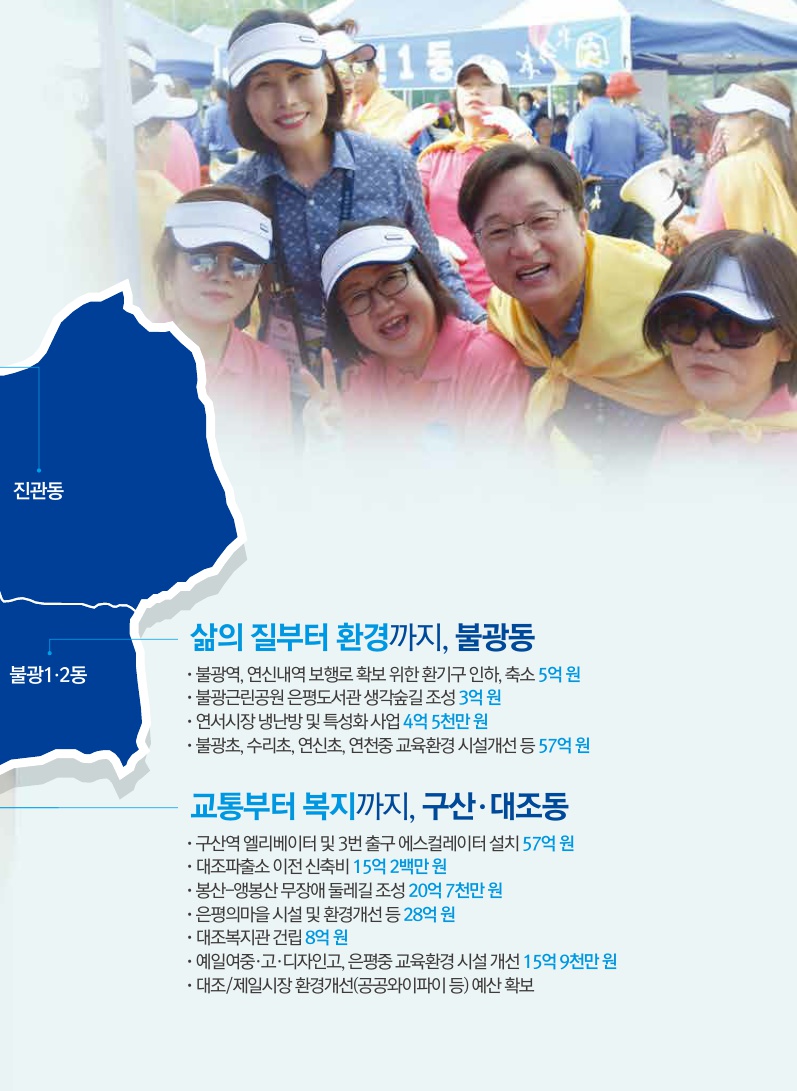 1동
진관동
불광1·2동
삶의 질부터 환경까지, 불광동
· 불광역, 연신내역 보행로 확보 위한 환기구 인하, 축소 5억 원
· 불광근린공원 은평도서관 생각숲길 조성 3억 원
· 연서시장 냉난방 및 특성화 사업 4억 5천만 원
· 불광초, 수리초, 연신초, 연천중 교육환경 시설개선 등 57억 원
교통부터 복지까지, 구산·대조동
· 구산역 엘리베이터 및 3번 출구 에스컬레이터 설치 57억 원
· 대조파출소 이전 신축비 15억 2백만 원
· 봉산-앵봉산 무장애 둘레길 조성 20억 7천만 원
· 은평의마을 시설 및 환경개선 등 28억 원
· 대조복지관 건립 8억 원
· 예일여중·고·디자인고, 은평중 교육환경 시설 개선 15억 9천만 원
· 대조/제일시장 환경개선(공공와이파이 등) 예산 확보